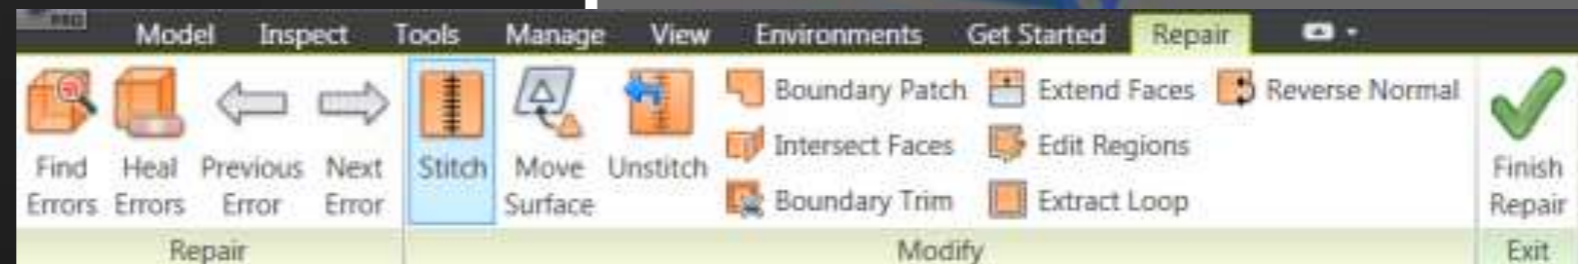 PRO
Model Inspect Tools Manage View Environments Get Started Repair
Find Errors
Heal Errors
Previous Error
Next Error
Stitch
Move Surface
Unstitch
Boundary Patch
Intersect Faces
Boundary Trim
Extend Faces
Edit Regions
Extract Loop
Reverse Normal
Finish Repair
Repair Modify Exit